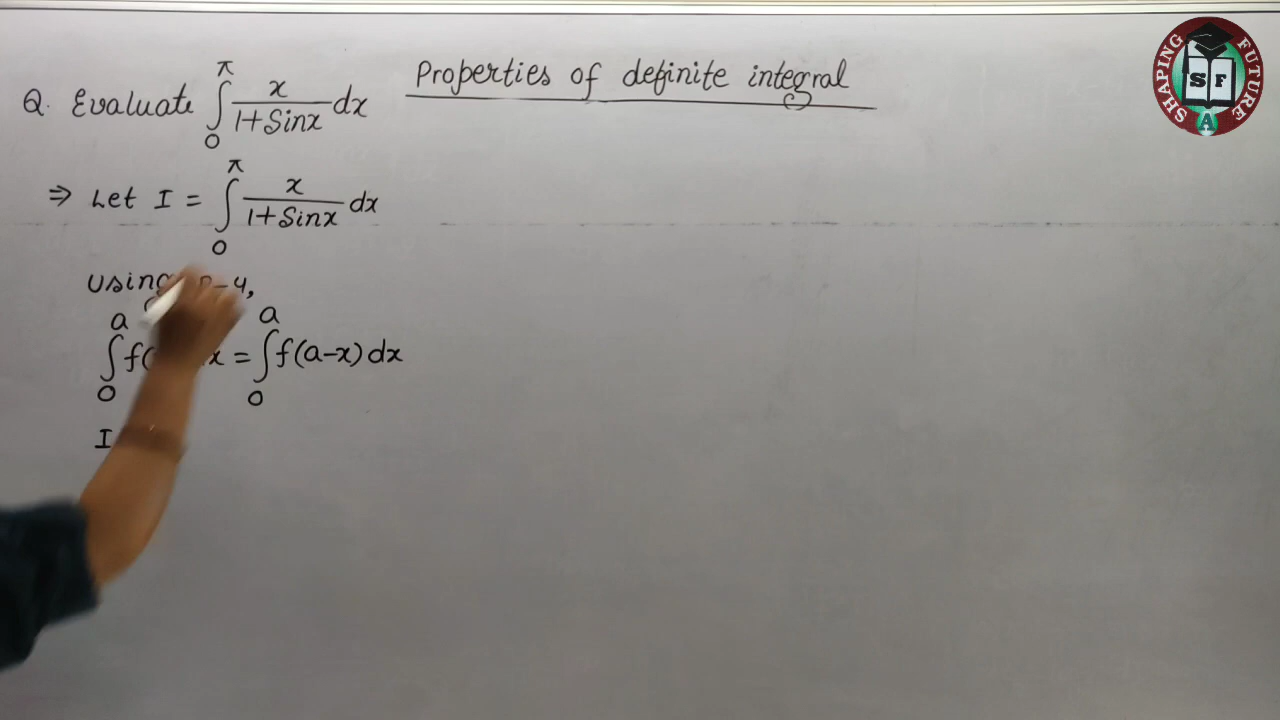 Properties of definite integral
Q. Evaluate ∫₀^π x/(1+Sinx) dx
⇒ Let I = ∫₀^π x/(1+Sinx) dx
using P-4,
∫₀^a f( x = ∫₀^a f(a-x) dx
I
SHAPING FUTURE
S F
A